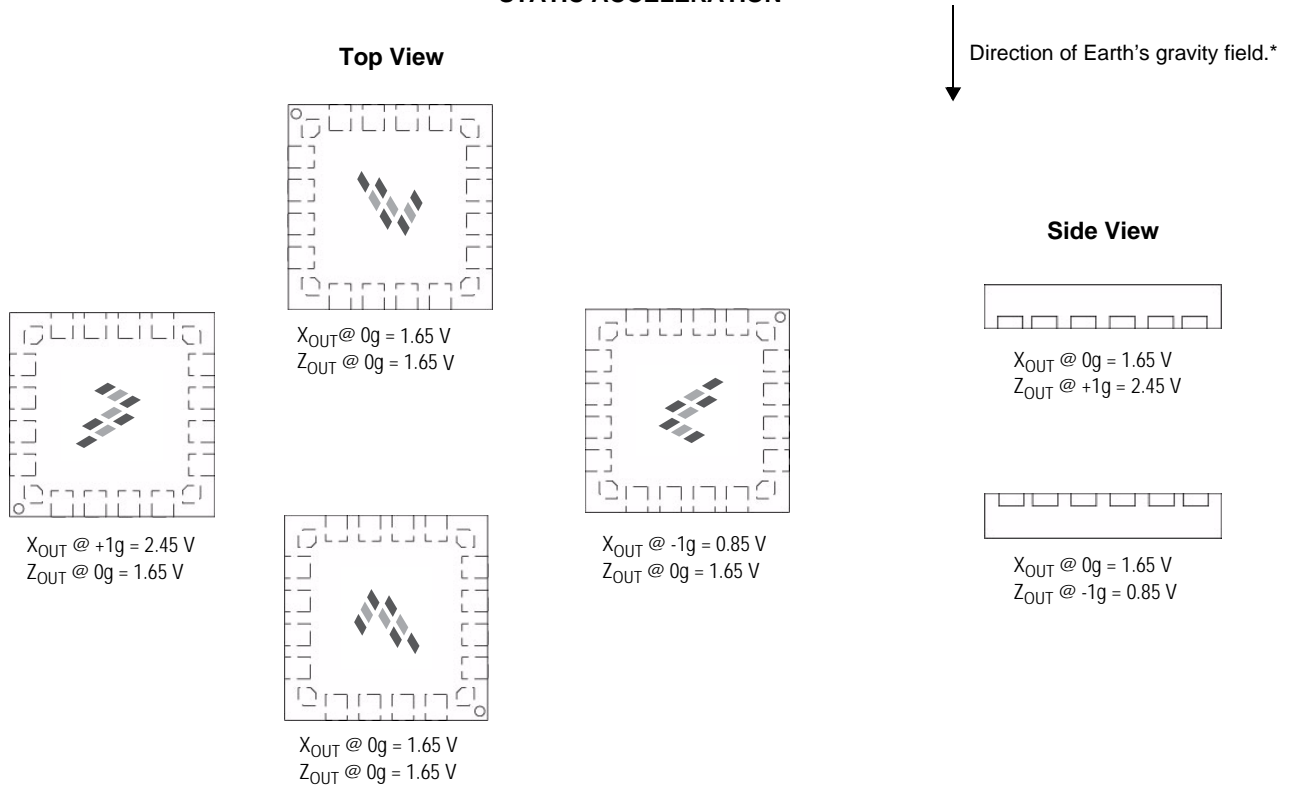 STATIC ACCELERATION
Direction of Earth's gravity field.*
Top View
Side View
X_OUT@ 0g = 1.65 V
Z_OUT @ 0g = 1.65 V
X_OUT @ +1g = 2.45 V
Z_OUT @ 0g = 1.65 V
X_OUT @ -1g = 0.85 V
Z_OUT @ 0g = 1.65 V
X_OUT @ 0g = 1.65 V
Z_OUT @ 0g = 1.65 V
X_OUT @ 0g = 1.65 V
Z_OUT @ +1g = 2.45 V
X_OUT @ 0g = 1.65 V
Z_OUT @ -1g = 0.85 V